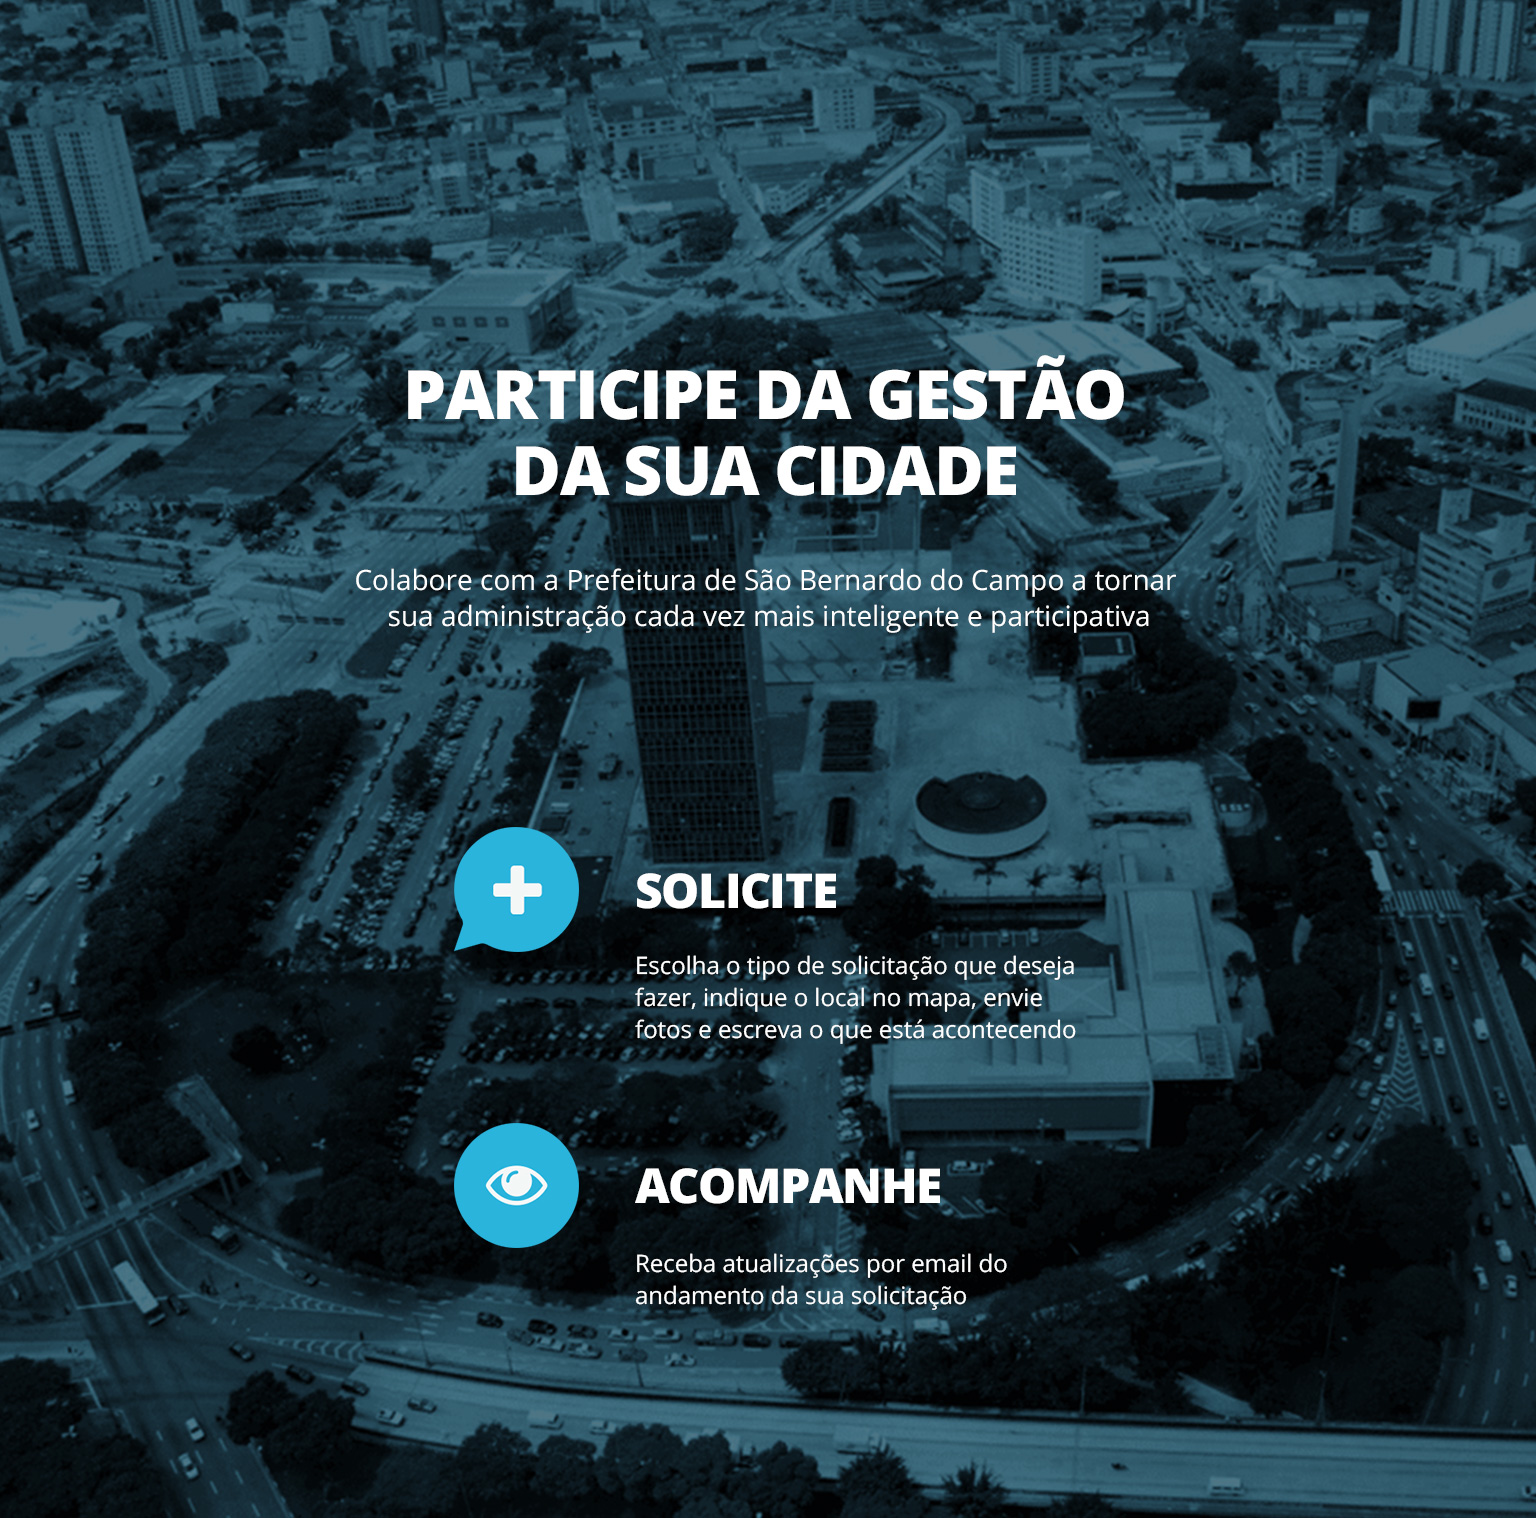 PARTICIPE DA GESTÃO
DA SUA CIDADE
Colabore com a Prefeitura de São Bernardo do Campo a tornar
sua administração cada vez mais inteligente e participativa
SOLICITE
Escolha o tipo de solicitação que deseja
fazer, indique o local no mapa, envie
fotos e escreva o que está acontecendo
ACOMPANHE
Receba atualizações por email do
andamento da sua solicitação